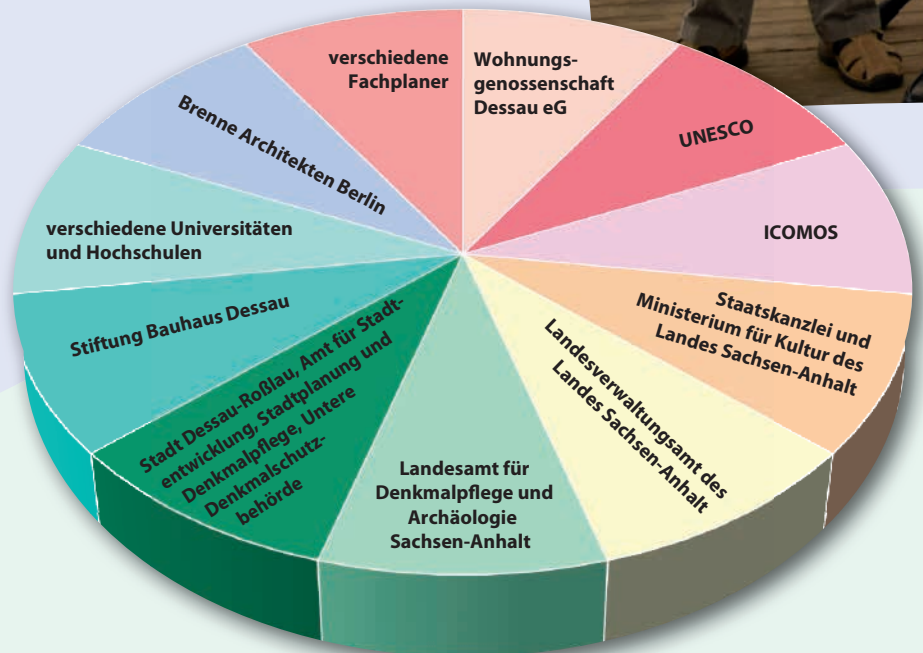 verschiedene
Fachplaner
Wohnungs-
genossenschaft
Dessau eG
UNESCO
ICOMOS
Staatskanzlei und
Ministerium für Kultur des
Landes Sachsen-Anhalt
Landesverwaltungsamt des
Landes Sachsen-Anhalt
Landesamt für
Denkmalpflege und
Archäologie
Sachsen-Anhalt
Stadt Dessau-Roßlau, Amt für Stadt-
entwicklung, Stadtplanung und
Denkmalpflege, Untere
Denkmalschutz-
behörde
Stiftung Bauhaus Dessau
verschiedene Universitäten
und Hochschulen
Brenne Architekten Berlin